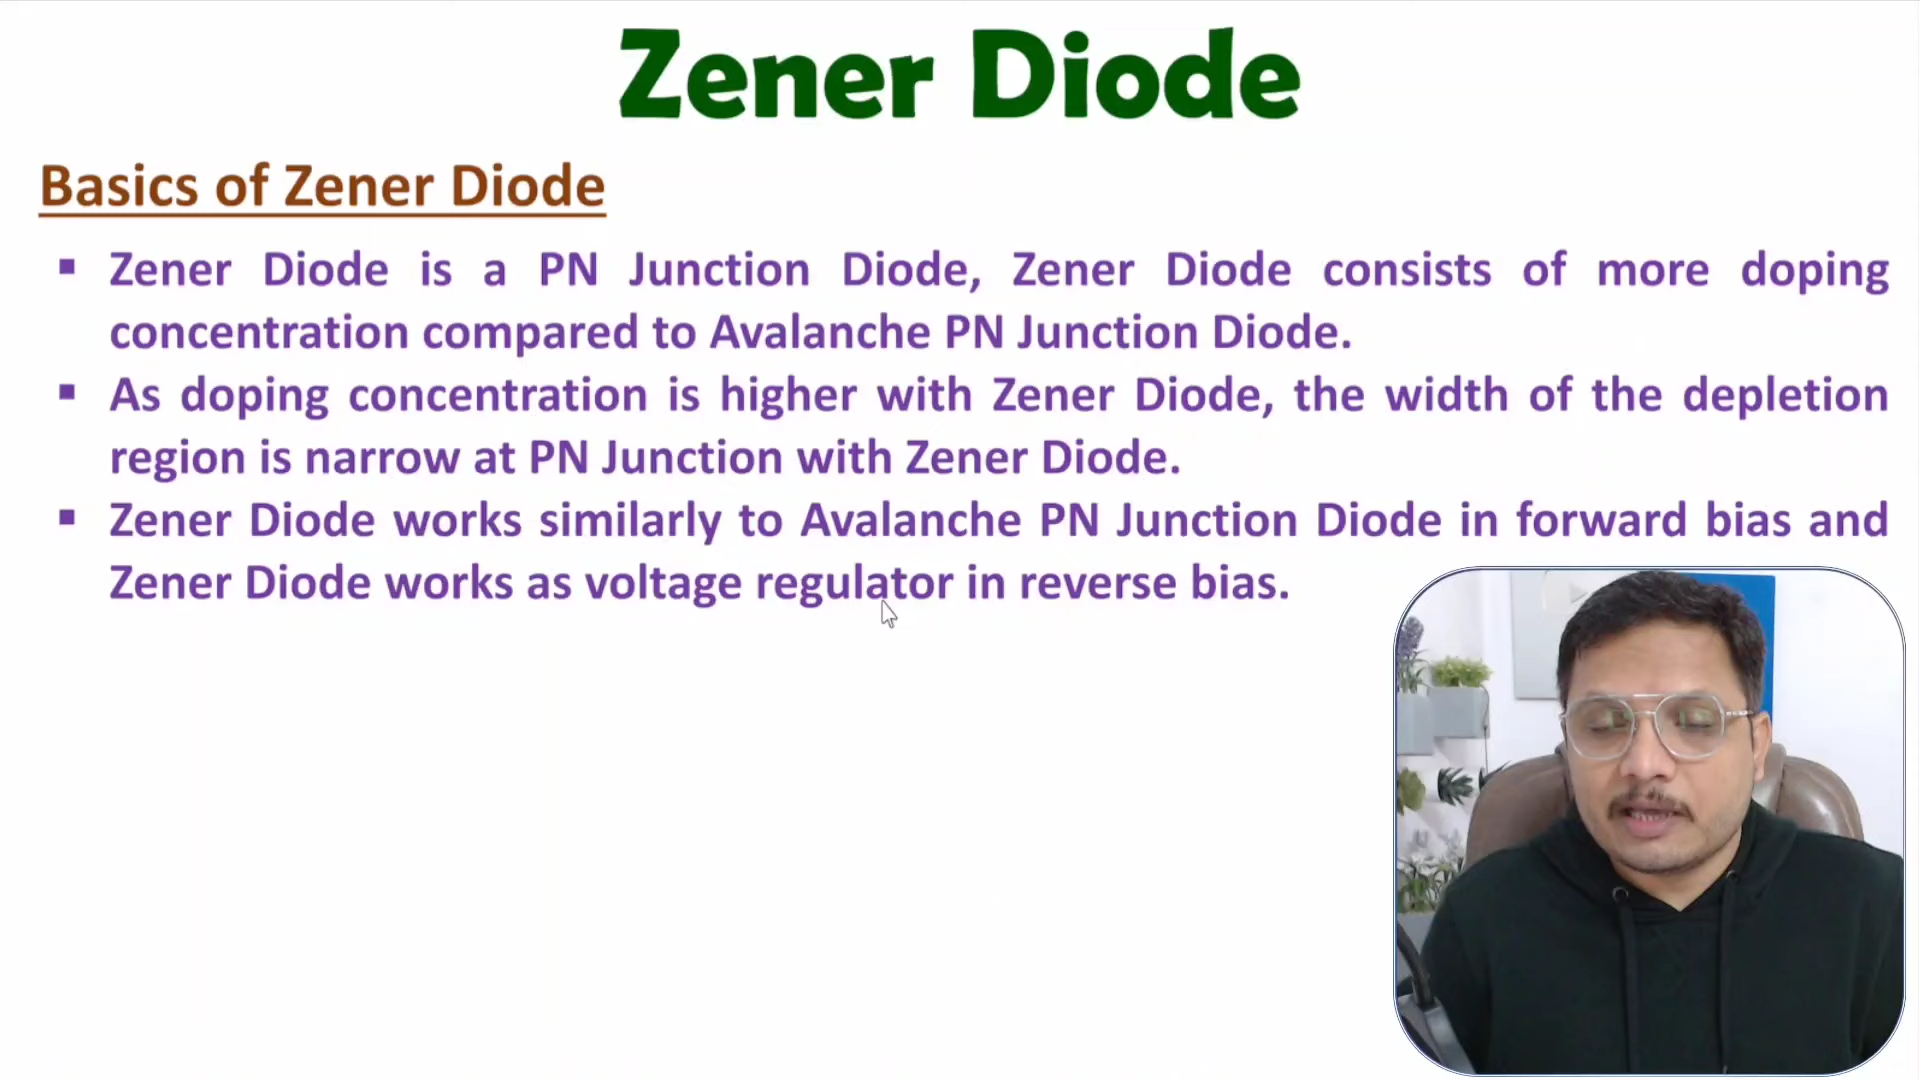 Zener Diode
Basics of Zener Diode
▪ Zener Diode is a PN Junction Diode, Zener Diode consists of more doping
concentration compared to Avalanche PN Junction Diode.
▪ As doping concentration is higher with Zener Diode, the width of the depletion
region is narrow at PN Junction with Zener Diode.
▪ Zener Diode works similarly to Avalanche PN Junction Diode in forward bias and
Zener Diode works as voltage regulator in reverse bias.